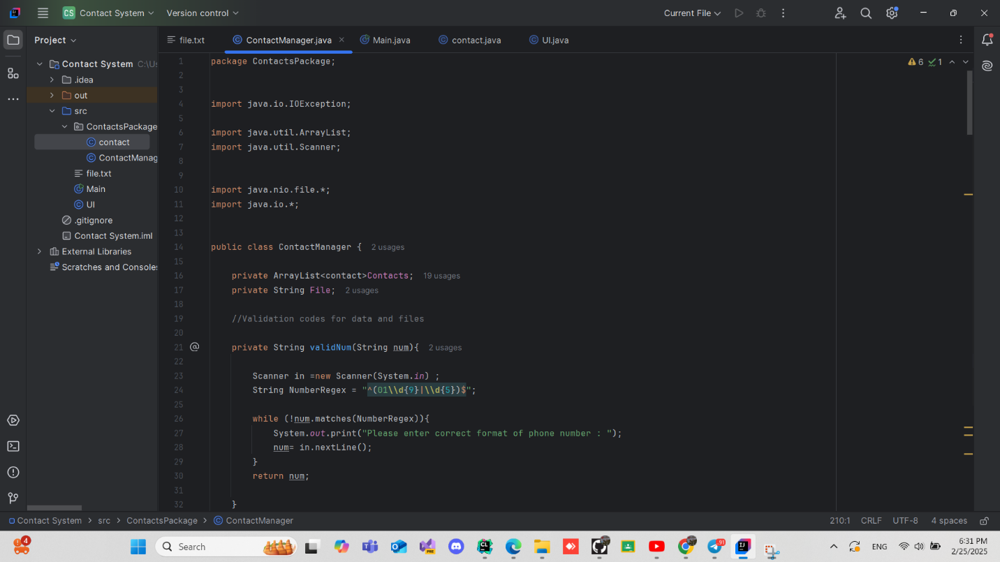 CS Contact System Version control Current File
Project
file.txt ContactManager.java Main.java contact.java UI.java
Contact System C:\Us
.idea
out
src
ContactsPackage
contact
ContactManag
file.txt
Main
UI
.gitignore
Contact System.iml
External Libraries
Scratches and Consoles
6 1
1 package ContactsPackage;
2
3
4 import java.io.IOException;
5
6 import java.util.ArrayList;
7 import java.util.Scanner;
8
9
10 import java.nio.file.*;
11 import java.io.*;
12
13
14 public class ContactManager { 2 usages
15
16 private ArrayList<contact>Contacts; 19 usages
17 private String File; 2 usages
18
19 //Validation codes for data and files
20
21 @ private String validNum(String num){ 2 usages
22
23 Scanner in =new Scanner(System.in) ;
24 String NumberRegex = "^(01\\d{9}|\\d{5})$";
25
26 while (!num.matches(NumberRegex)){
27 System.out.print("Please enter correct format of phone number : ");
28 num= in.nextLine();
29 }
30 return num;
31
32 }
Contact System > src > ContactsPackage > ContactManager 210:1 CRLF UTF-8 4 spaces
4 Search PRE CL 91 IJ ENG 6:31 PM
2/25/2025